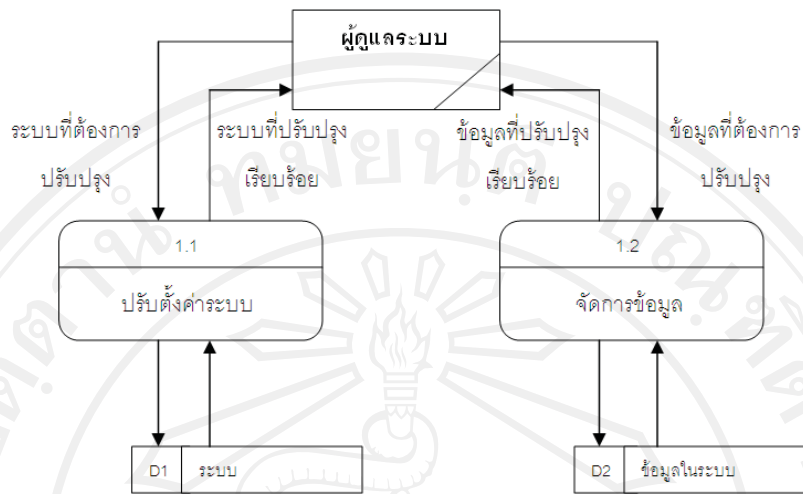 ผู้ดูแลระบบ
ระบบที่ต้องการ
ปรับปรุง
ระบบที่ปรับปรุง
เรียบร้อย
ข้อมูลที่ปรับปรุง
เรียบร้อย
ข้อมูลที่ต้องการ
ปรับปรุง
1.1
ปรับตั้งค่าระบบ
1.2
จัดการข้อมูล
D1 ระบบ
D2 ข้อมูลในระบบ